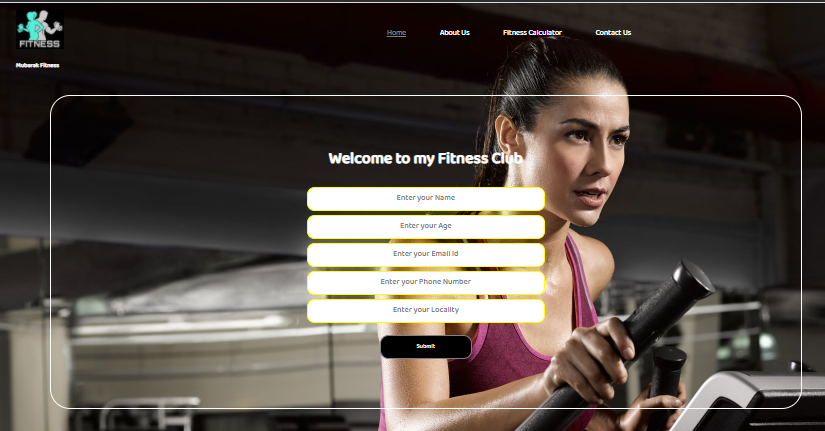 FITNESS
Mubarak Fitness
Home
About Us
Fitness Calculator
Contact Us
Welcome to my Fitness Club
Enter your Name
Enter your Age
Enter your Email Id
Enter your Phone Number
Enter your Locality
Submit